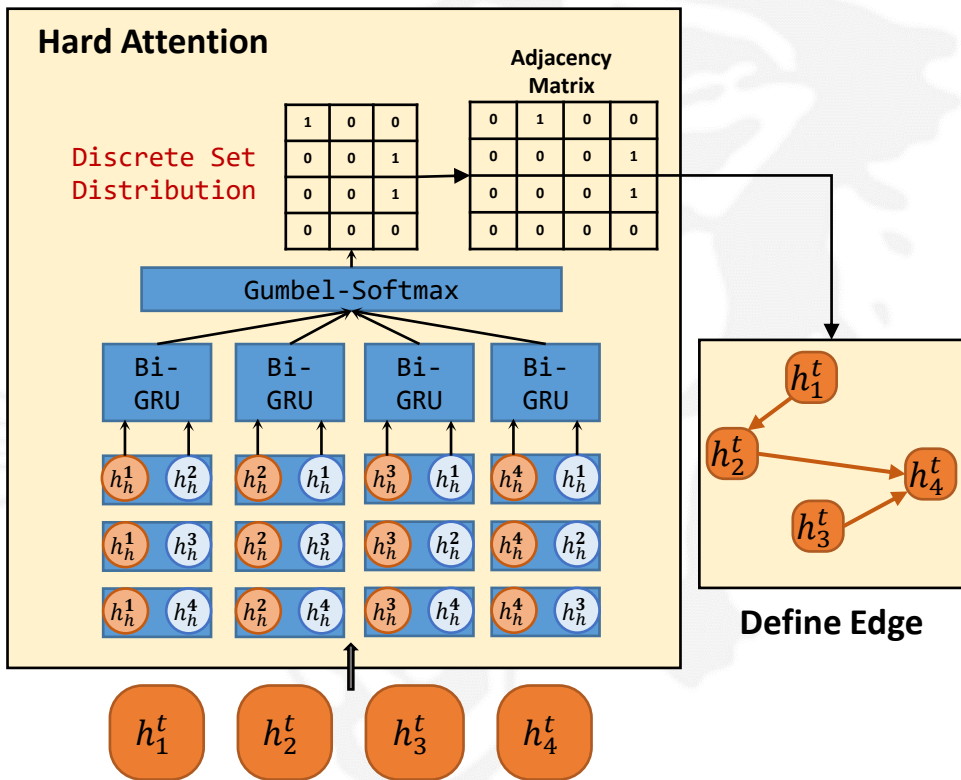 Hard Attention
Adjacency
Matrix
Discrete Set
Distribution
1 0 0
0 0 1
0 0 1
0 0 0
0 1 0 0
0 0 0 1
0 0 0 1
0 0 0 0
Gumbel-Softmax
Bi-
GRU
Bi-
GRU
Bi-
GRU
Bi-
GRU
h_h^1 h_h^2 h_h^2 h_h^1 h_h^3 h_h^1 h_h^4 h_h^1
h_h^1 h_h^3 h_h^2 h_h^3 h_h^3 h_h^2 h_h^4 h_h^2
h_h^1 h_h^4 h_h^2 h_h^4 h_h^3 h_h^4 h_h^4 h_h^3
h_1^t h_2^t h_3^t h_4^t
h_1^t
h_2^t
h_4^t
h_3^t
Define Edge